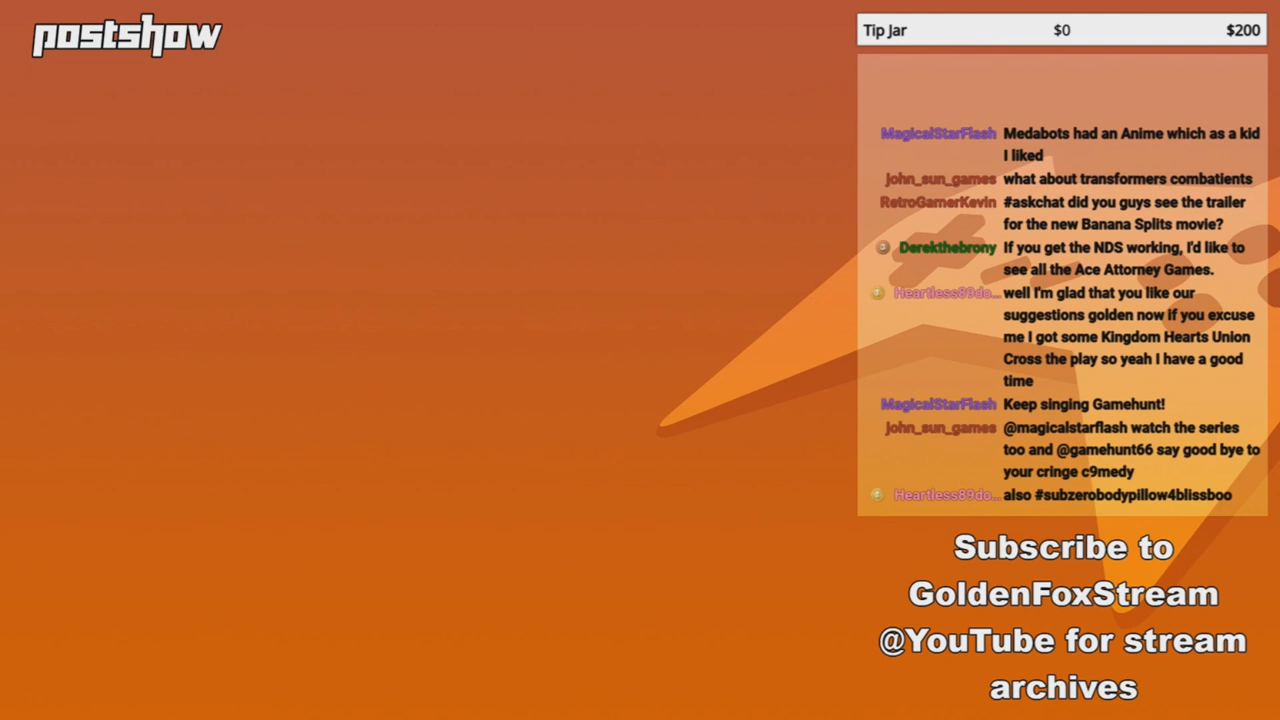 postshow
Tip Jar $0 $200
MagicalStarFlash Medabots had an Anime which as a kid
I liked
john_sun_games what about transformers combatients
RetroGamerKevin #askchat did you guys see the trailer
for the new Banana Splits movie?
Derekthebrony If you get the NDS working, I'd like to
see all the Ace Attorney Games.
Heartless89do... well I'm glad that you like our
suggestions golden now if you excuse
me I got some Kingdom Hearts Union
Cross the play so yeah I have a good
time
MagicalStarFlash Keep singing Gamehunt!
john_sun_games @magicalstarflash watch the series
too and @gamehunt66 say good bye to
your cringe c9medy
Heartless89do... also #subzerobodypillow4blissboo
Subscribe to
GoldenFoxStream
@YouTube for stream
archives